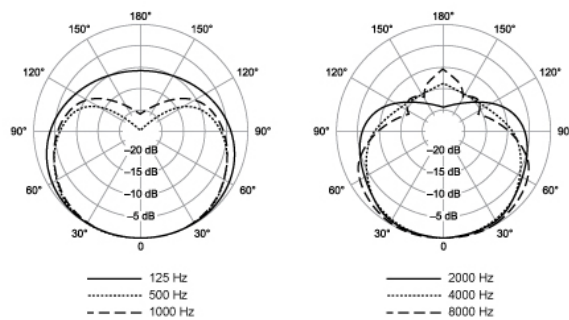 180°
150° 150°
120° 120°
90° 90°
60° 60°
30° 30°
0
–20 dB
–15 dB
–10 dB
–5 dB
125 Hz
500 Hz
1000 Hz
180°
150° 150°
120° 120°
90° 90°
60° 60°
30° 30°
0
–20 dB
–15 dB
–10 dB
–5 dB
2000 Hz
4000 Hz
8000 Hz